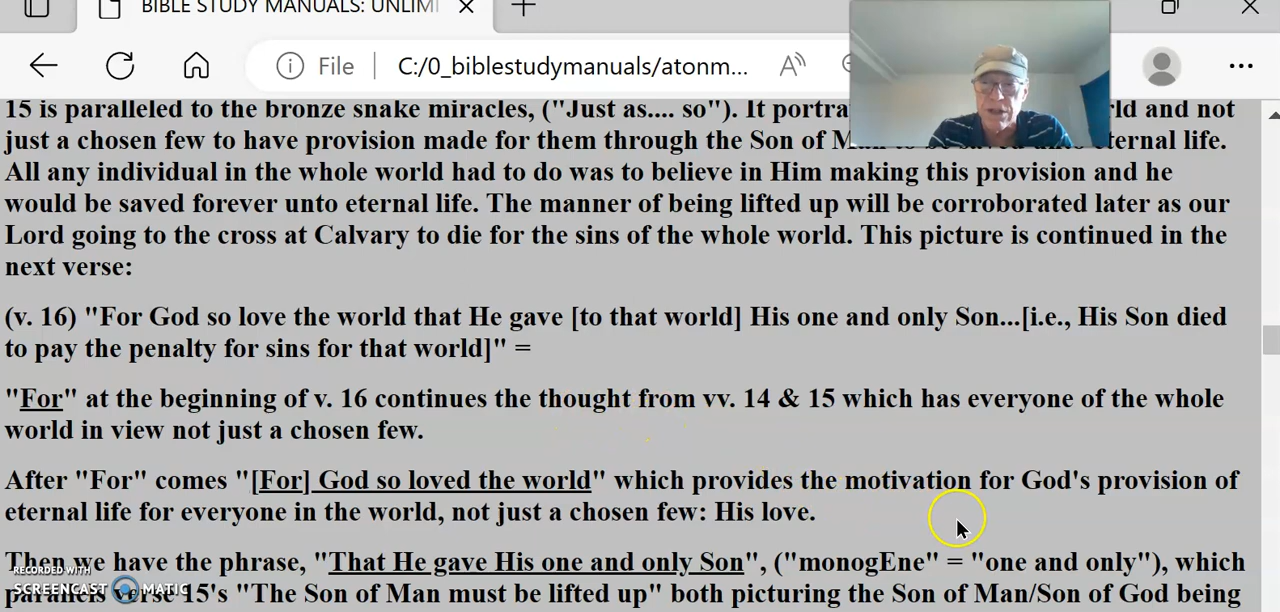 BIBLE STUDY MANUALS: UNLIMI
File C:/0_biblestudymanuals/atonm...
15 is paralleled to the bronze snake miracles, ("Just as.... so"). It portra rld and not
just a chosen few to have provision made for them through the Son of M eternal life.
All any individual in the whole world had to do was to believe in Him making this provision and he
would be saved forever unto eternal life. The manner of being lifted up will be corroborated later as our
Lord going to the cross at Calvary to die for the sins of the whole world. This picture is continued in the
next verse:
(v. 16) "For God so love the world that He gave [to that world] His one and only Son...[i.e., His Son died
to pay the penalty for sins for that world]" =
"For" at the beginning of v. 16 continues the thought from vv. 14 & 15 which has everyone of the whole
world in view not just a chosen few.
After "For" comes "[For] God so loved the world" which provides the motivation for God's provision of
eternal life for everyone in the world, not just a chosen few: His love.
Then we have the phrase, "That He gave His one and only Son", ("monogEne" = "one and only"), which
RECORDED WITH
SCREENCAST MATIC
parallels verse 15's "The Son of Man must be lifted up" both picturing the Son of Man/Son of God being